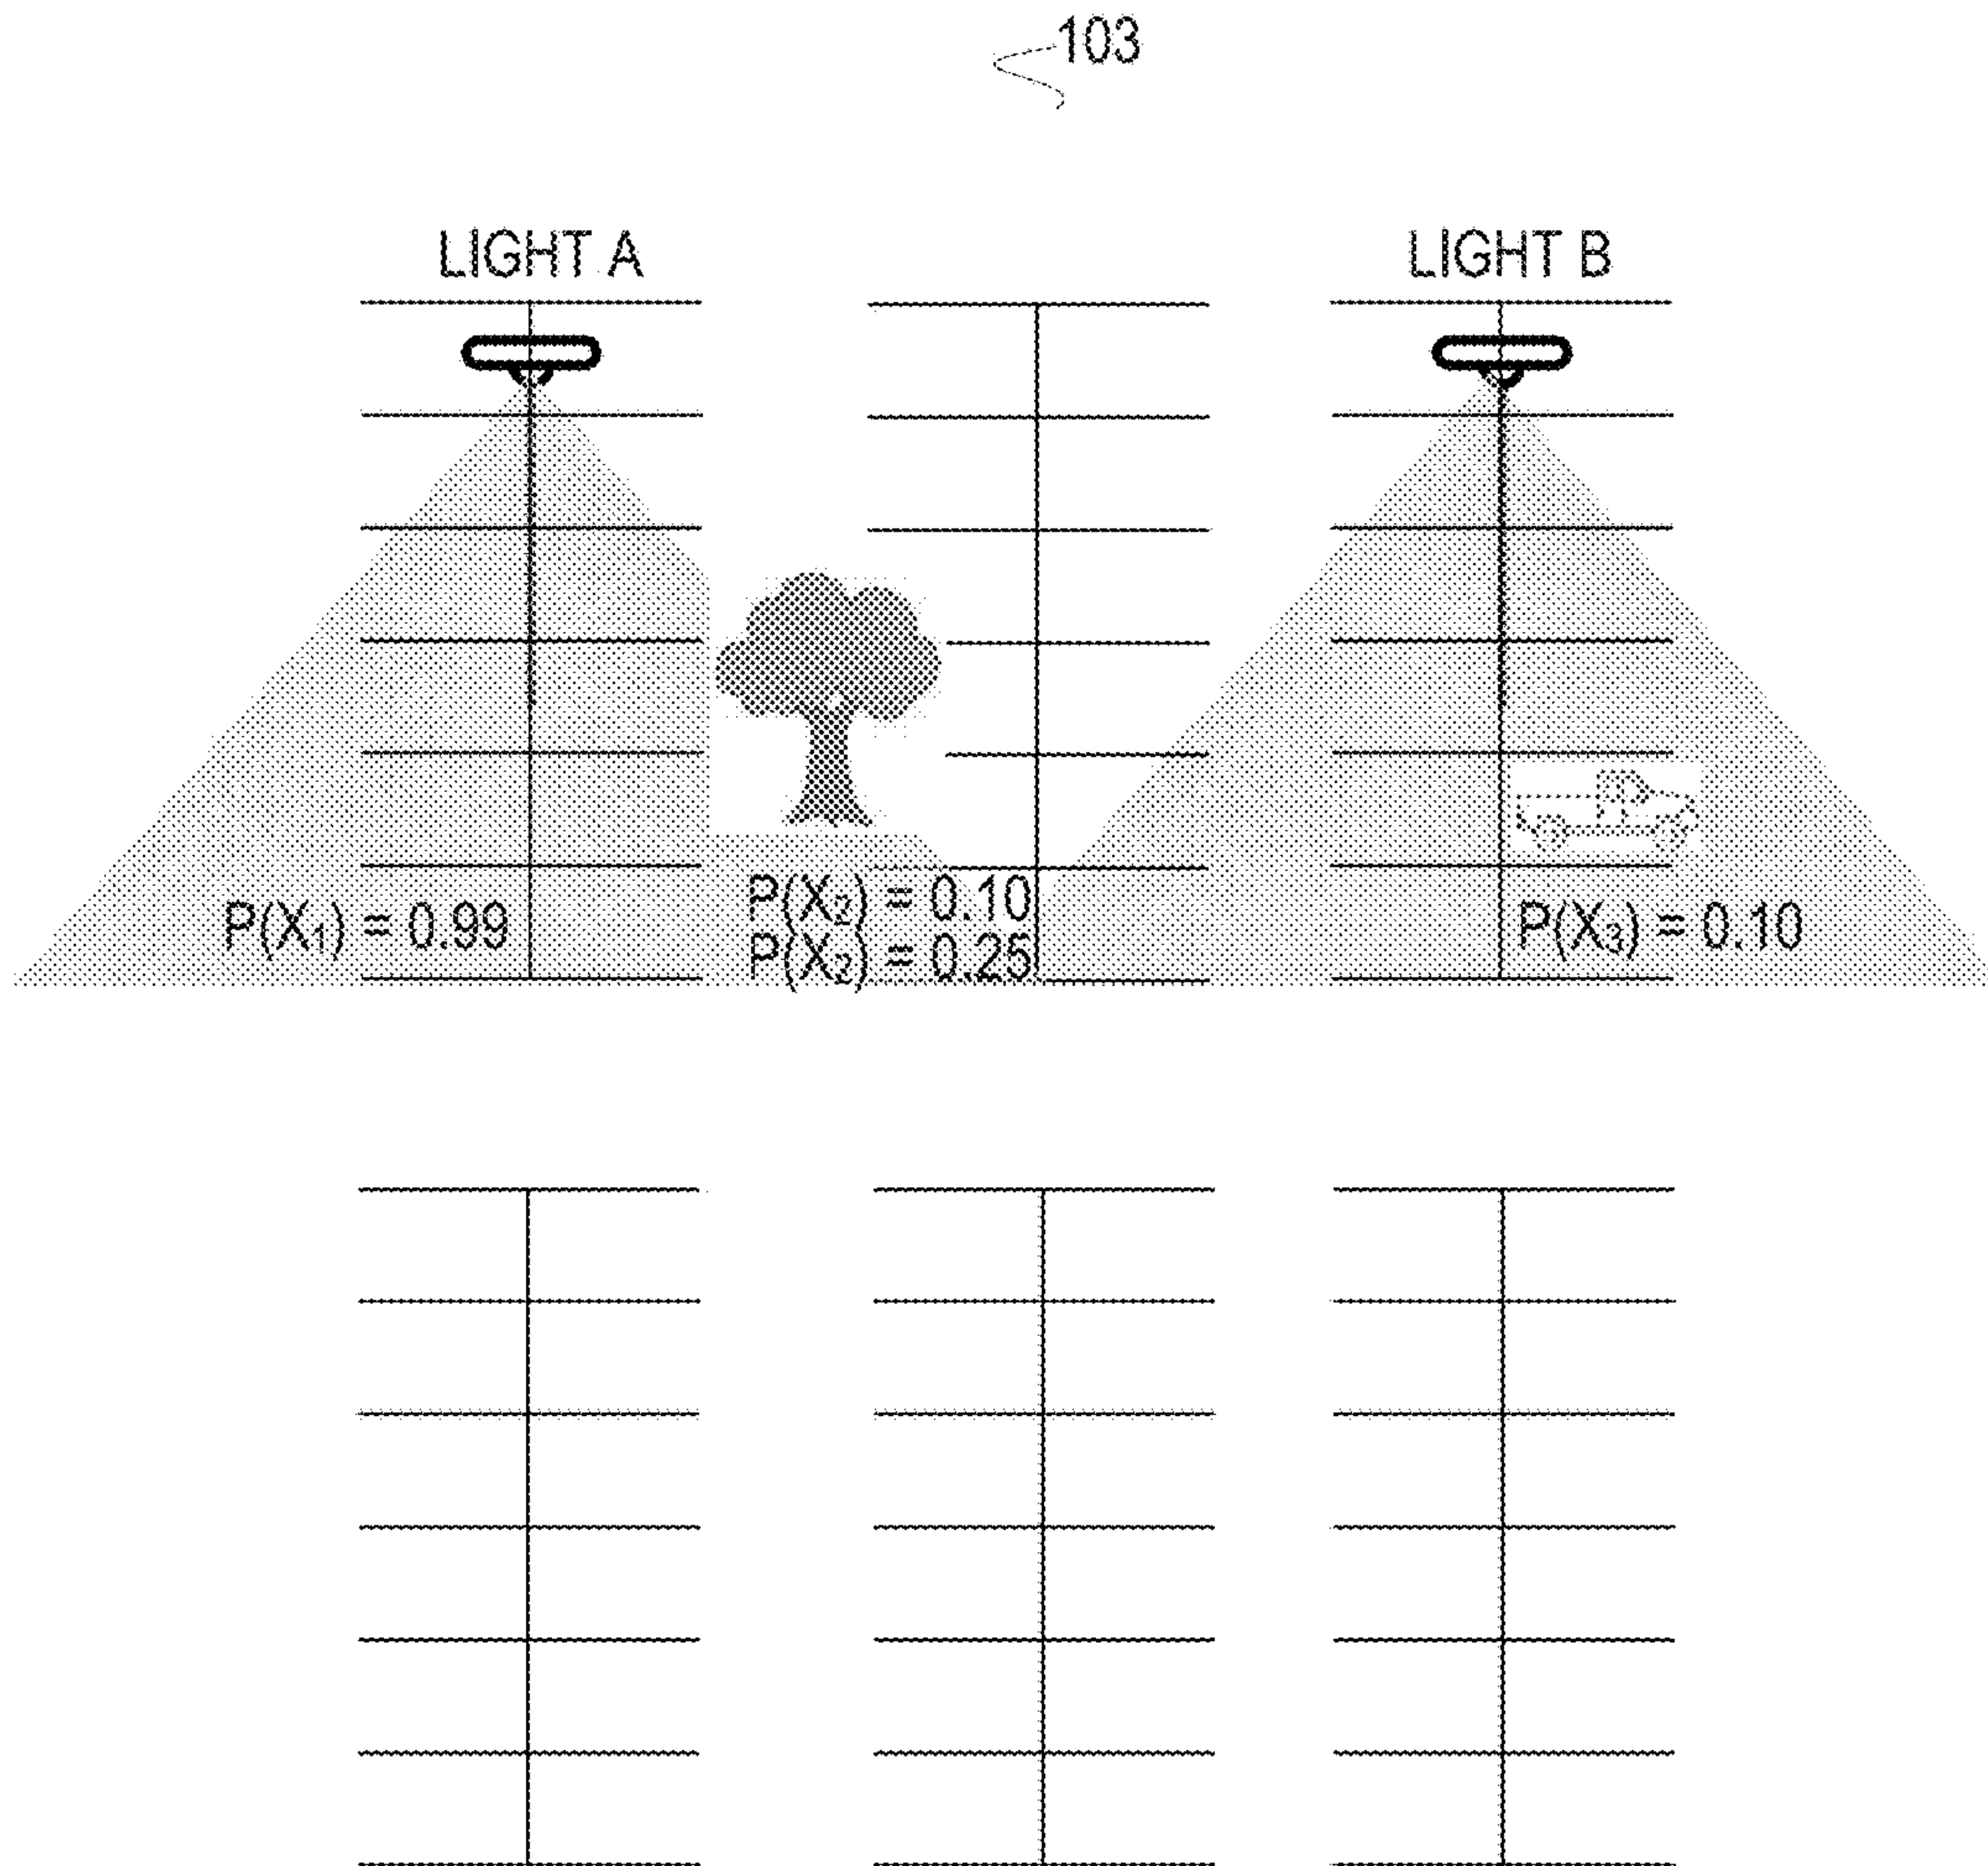 103
LIGHT A
LIGHT B
P(X₁) = 0.99
P(X₂) = 0.10
P(X₂) = 0.25
P(X₃) = 0.10